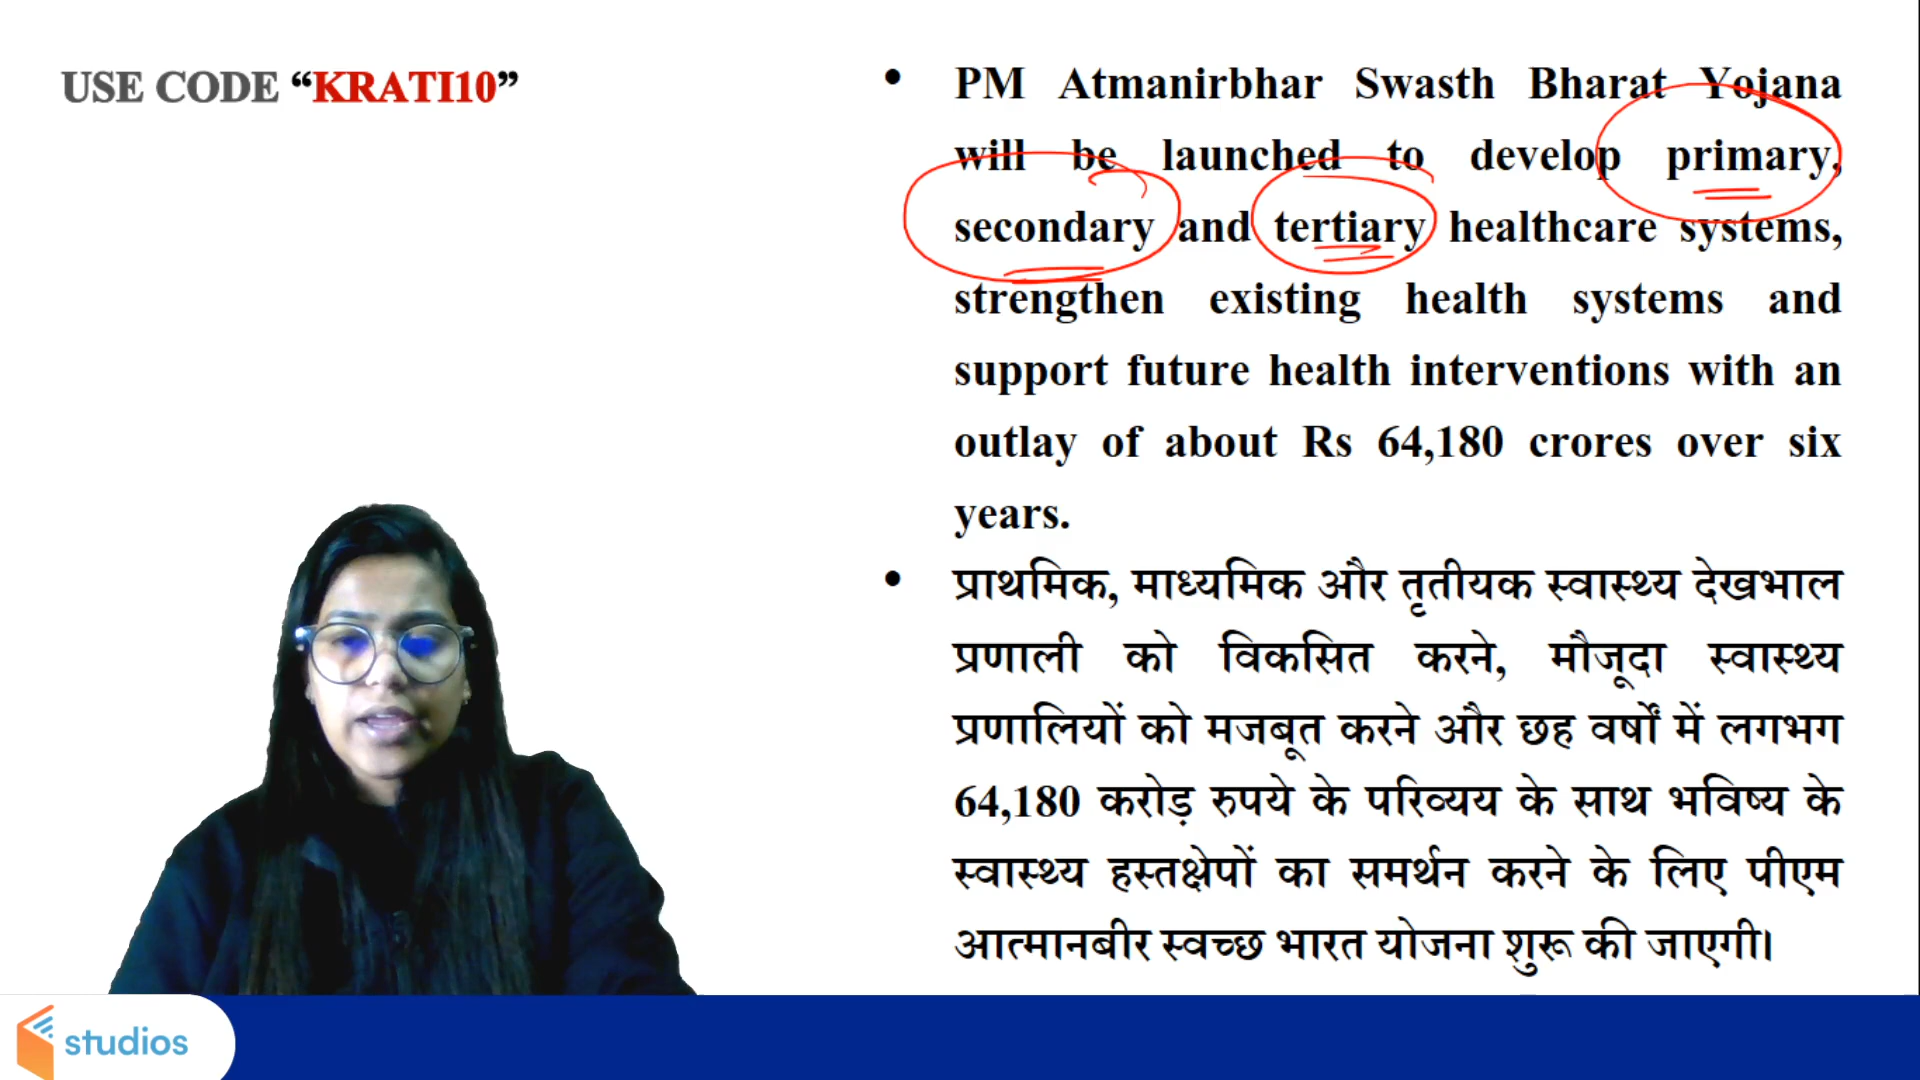 USE CODE “KRATI10”
• PM Atmanirbhar Swasth Bharat Yojana
will be launched to develop primary,
secondary and tertiary healthcare systems,
strengthen existing health systems and
support future health interventions with an
outlay of about Rs 64,180 crores over six
years.
• प्राथमिक, माध्यमिक और तृतीयक स्वास्थ्य देखभाल
प्रणाली को विकसित करने, मौजूदा स्वास्थ्य
प्रणालियों को मजबूत करने और छह वर्षों में लगभग
64,180 करोड़ रुपये के परिव्यय के साथ भविष्य के
स्वास्थ्य हस्तक्षेपों का समर्थन करने के लिए पीएम
आत्मानबीर स्वच्छ भारत योजना शुरू की जाएगी।
studios